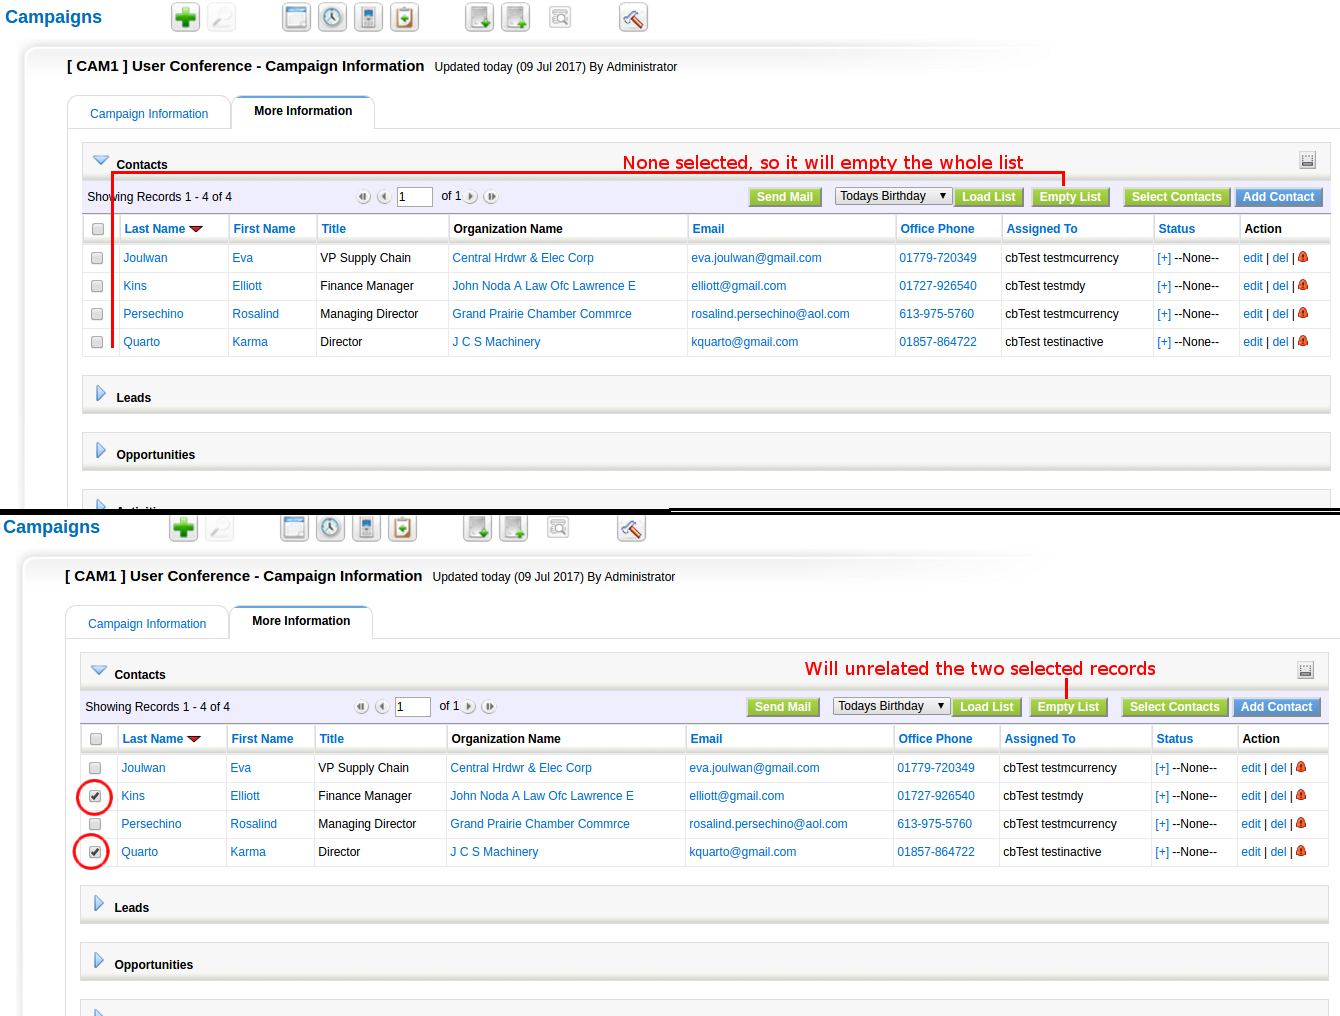 Campaigns
[ CAM1 ] User Conference - Campaign Information Updated today (09 Jul 2017) By Administrator
Campaign Information More Information
Contacts None selected, so it will empty the whole list
Showing Records 1 - 4 of 4 1 of 1 Send Mail Todays Birthday Load List Empty List Select Contacts Add Contact
Last Name First Name Title Organization Name Email Office Phone Assigned To Status Action
Joulwan Eva VP Supply Chain Central Hrdwr & Elec Corp eva.joulwan@gmail.com 01779-720349 cbTest testmcurrency [+] --None-- edit | del |
Kins Elliott Finance Manager John Noda A Law Ofc Lawrence E elliott@gmail.com 01727-926540 cbTest testmdy [+] --None-- edit | del |
Persechino Rosalind Managing Director Grand Prairie Chamber Commrce rosalind.persechino@aol.com 613-975-5760 cbTest testmcurrency [+] --None-- edit | del |
Quarto Karma Director J C S Machinery kquarto@gmail.com 01857-864722 cbTest testinactive [+] --None-- edit | del |
Leads
Opportunities
Campaigns
[ CAM1 ] User Conference - Campaign Information Updated today (09 Jul 2017) By Administrator
Campaign Information More Information
Contacts Will unrelated the two selected records
Showing Records 1 - 4 of 4 1 of 1 Send Mail Todays Birthday Load List Empty List Select Contacts Add Contact
Last Name First Name Title Organization Name Email Office Phone Assigned To Status Action
Joulwan Eva VP Supply Chain Central Hrdwr & Elec Corp eva.joulwan@gmail.com 01779-720349 cbTest testmcurrency [+] --None-- edit | del |
Kins Elliott Finance Manager John Noda A Law Ofc Lawrence E elliott@gmail.com 01727-926540 cbTest testmdy [+] --None-- edit | del |
Persechino Rosalind Managing Director Grand Prairie Chamber Commrce rosalind.persechino@aol.com 613-975-5760 cbTest testmcurrency [+] --None-- edit | del |
Quarto Karma Director J C S Machinery kquarto@gmail.com 01857-864722 cbTest testinactive [+] --None-- edit | del |
Leads
Opportunities